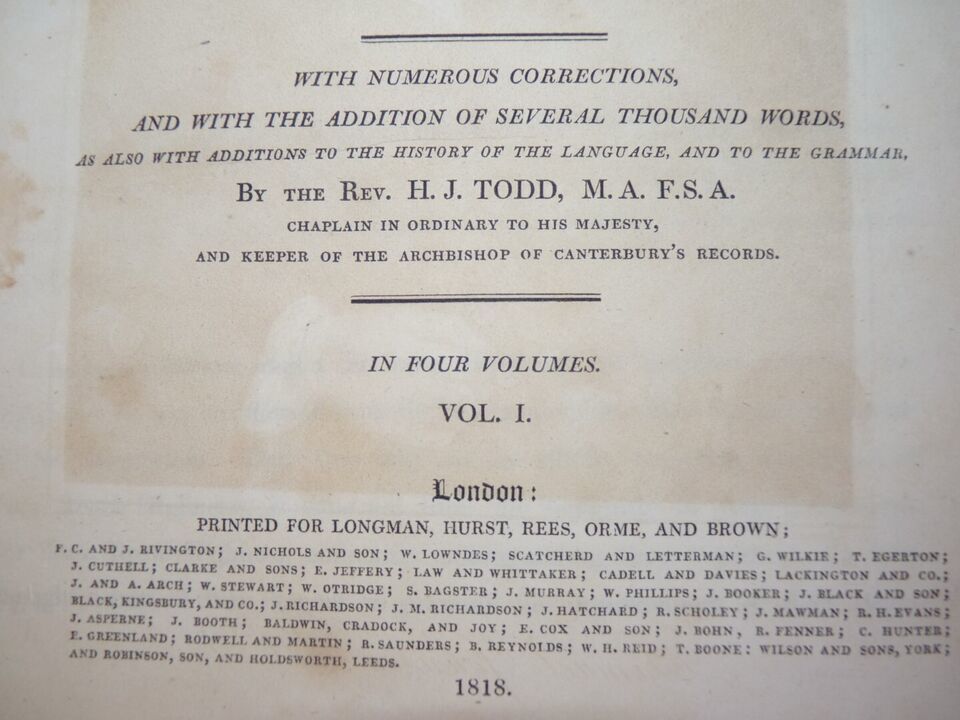 WITH NUMEROUS CORRECTIONS,
AND WITH THE ADDITION OF SEVERAL THOUSAND WORDS,
AS ALSO WITH ADDITIONS TO THE HISTORY OF THE LANGUAGE, AND TO THE GRAMMAR,
BY THE REV. H. J. TODD, M. A. F. S. A.
CHAPLAIN IN ORDINARY TO HIS MAJESTY,
AND KEEPER OF THE ARCHBISHOP OF CANTERBURY'S RECORDS.
IN FOUR VOLUMES.
VOL. I.
London:
PRINTED FOR LONGMAN, HURST, REES, ORME, AND BROWN;
F. C. AND J. RIVINGTON; J. NICHOLS AND SON; W. LOWNDES; SCATCHERD AND LETTERMAN; G. WILKIE; T. EGERTON;
J. CUTHELL; CLARKE AND SONS; E. JEFFERY; LAW AND WHITTAKER; CADELL AND DAVIES; LACKINGTON AND CO.;
J. AND A. ARCH; W. STEWART; W. OTRIDGE; S. BAGSTER; J. MURRAY; W. PHILLIPS; J. BOOKER; J. BLACK AND SON;
BLACK, KINGSBURY, AND CO.; J. RICHARDSON; J. M. RICHARDSON; J. HATCHARD; R. SCHOLEY; J. MAWMAN; R. H. EVANS;
J. ASPERNE; J. BOOTH; BALDWIN, CRADOCK, AND JOY; E. COX AND SON; J. BOHN, R. FENNER; C. HUNTER;
E. GREENLAND; RODWELL AND MARTIN; R. SAUNDERS; B. REYNOLDS; W. H. REID; T. BOONE: WILSON AND SONS, YORK;
AND ROBINSON, SON, AND HOLDSWORTH, LEEDS.
1818.